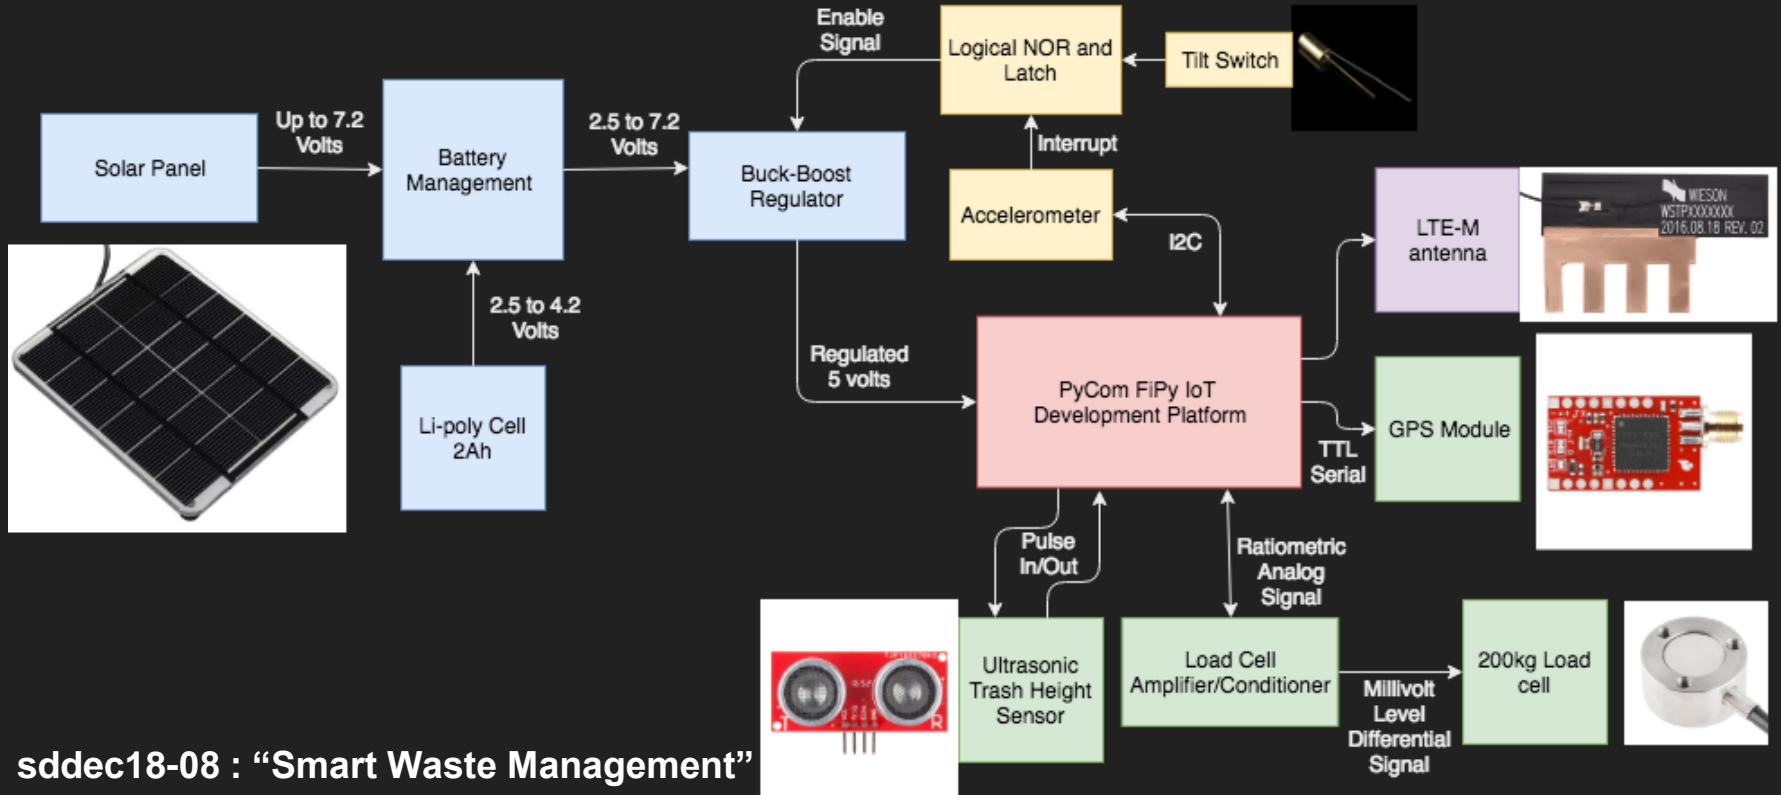 Enable
Signal
Logical NOR and
Latch
Tilt Switch
Solar Panel
Up to 7.2
Volts
Battery
Management
2.5 to 7.2
Volts
Buck-Boost
Regulator
Interrupt
Accelerometer
I2C
LTE-M
antenna
WIESON
WSTPXXXXXXX
2016.08.18 REV. 02
2.5 to 4.2
Volts
Li-poly Cell
2Ah
Regulated
5 volts
PyCom FiPy IoT
Development Platform
TTL
Serial
GPS Module
Pulse
In/Out
Ratiometric
Analog
Signal
T
R
Ultrasonic
Trash Height
Sensor
Load Cell
Amplifier/Conditioner
Millivolt
Level
Differential
Signal
200kg Load
cell
sddec18-08 : “Smart Waste Management”